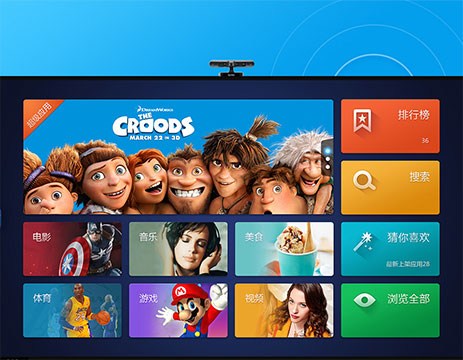 超级应用
DREAMWORKS
THE
CROODS
MARCH 22 IN 3D
排行榜
36
搜索
电影
音乐
美食
猜你喜欢
最新上架应用28
体育
游戏
视频
浏览全部